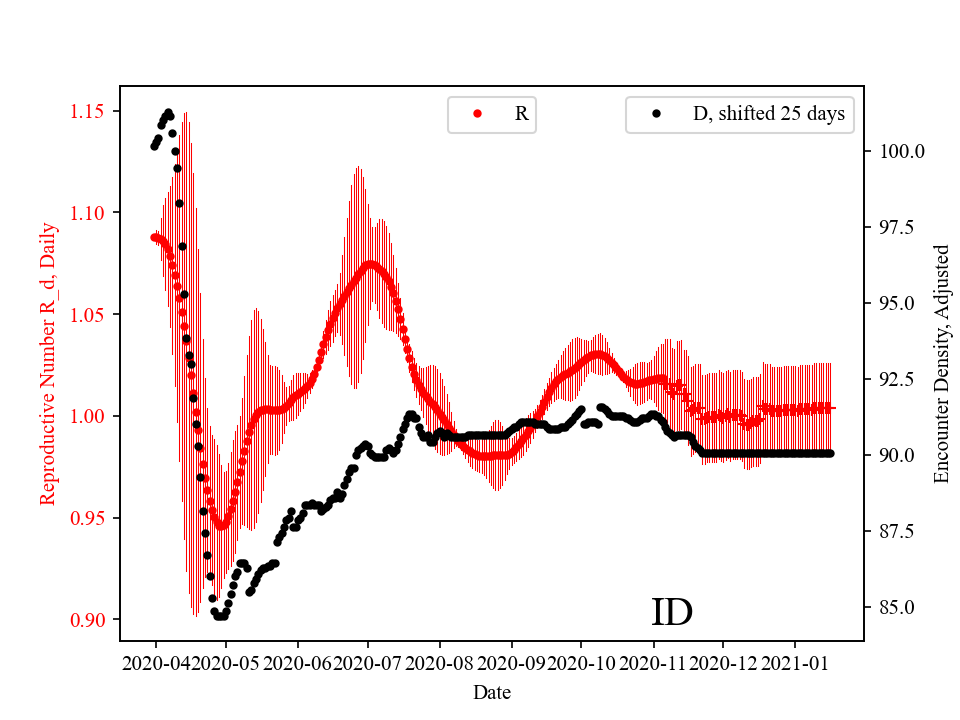 R
D, shifted 25 days
1.15
1.10
1.05
1.00
0.95
0.90
Reproductive Number R_d, Daily
100.0
97.5
95.0
92.5
90.0
87.5
85.0
Encounter Density, Adjusted
ID
2020-04 2020-05 2020-06 2020-07 2020-08 2020-09 2020-10 2020-11 2020-12 2021-01
Date